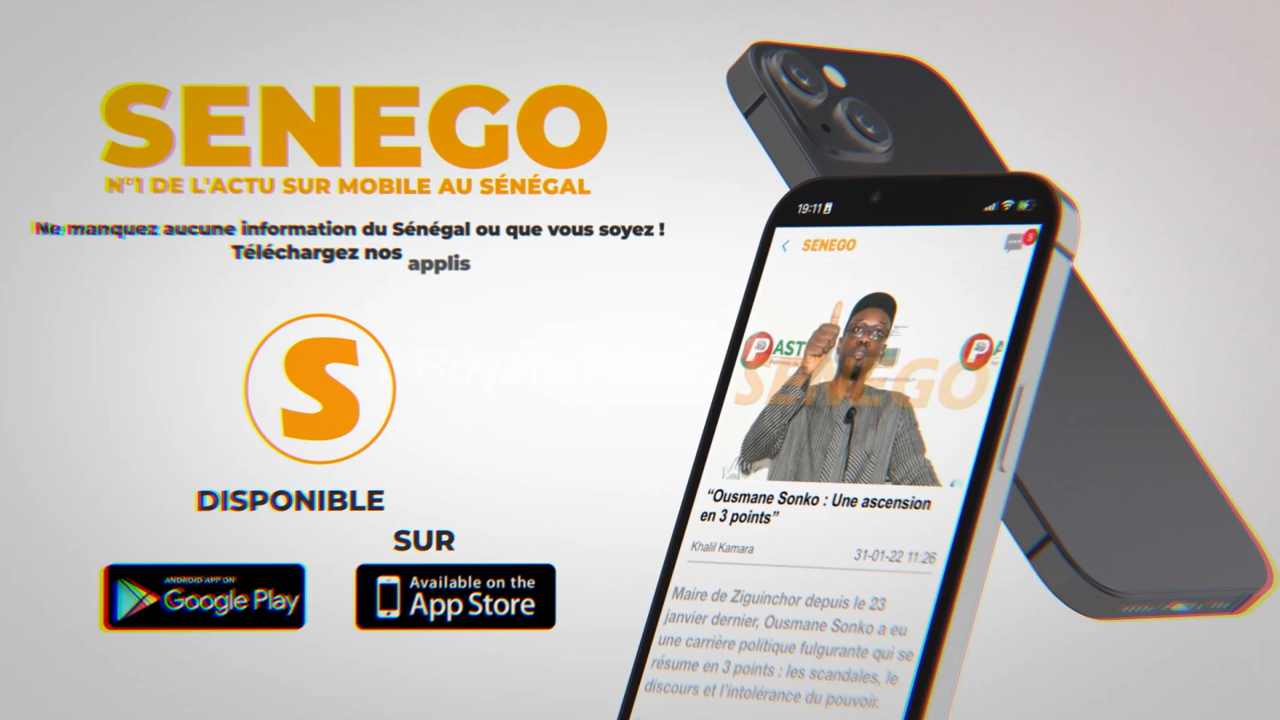 SENEGO
N°1 DE L'ACTU SUR MOBILE AU SÉNÉGAL
Ne manquez aucune information du Sénégal ou que vous soyez !
Téléchargez nos applis
S
DISPONIBLE
SUR
ANDROID APP ON
Google Play
Available on the
App Store
19:11
SENEGO
5
PAST
PA
SENEGO
“Ousmane Sonko : Une ascension
en 3 points”
Khalil Kamara 31-01-22 11:26
Maire de Ziguinchor depuis le 23
janvier dernier, Ousmane Sonko a eu
une carrière politique fulgurante qui se
résume en 3 points : les scandales, le
discours et l'intolérance du pouvoir.